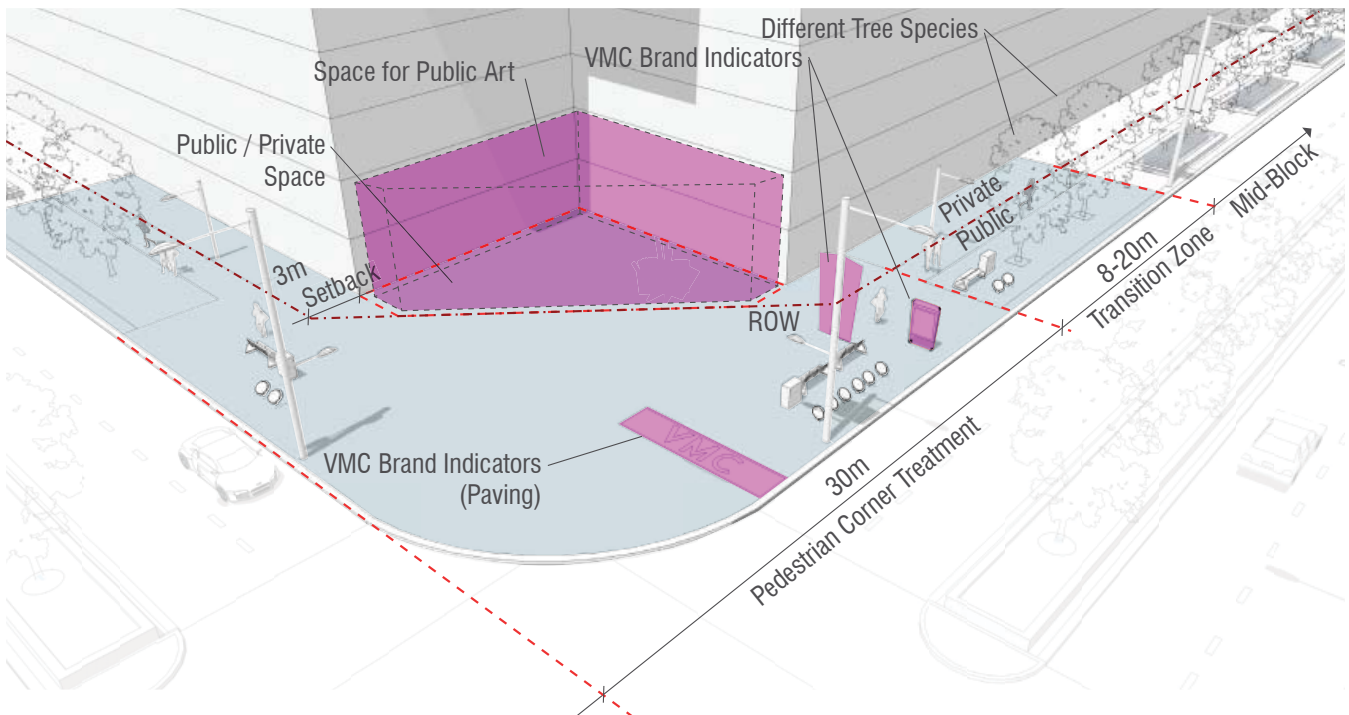 Different Tree Species
VMC Brand Indicators
Space for Public Art
Public / Private
Space
3m
Setback
Private
Public
ROW
Mid-Block
8-20m
Transition Zone
VMC
VMC Brand Indicators
(Paving)
30m
Pedestrian Corner Treatment